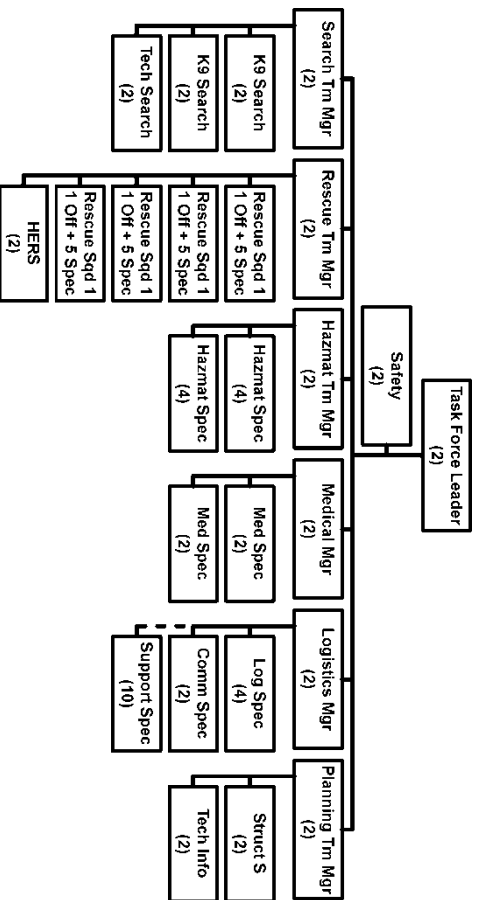 Task Force Leader
(2)
Safety
(2)
Search Tm Mgr
(2)
K9 Search
(2)
K9 Search
(2)
Tech Search
(2)
Rescue Tm Mgr
(2)
Rescue Sqd 1
1 Off + 5 Spec
Rescue Sqd 1
1 Off + 5 Spec
Rescue Sqd 1
1 Off + 5 Spec
Rescue Sqd 1
1 Off + 5 Spec
HERS
(2)
Hazmat Tm Mgr
(2)
Hazmat Spec
(4)
Hazmat Spec
(4)
Medical Mgr
(2)
Med Spec
(2)
Med Spec
(2)
Logistics Mgr
(2)
Log Spec
(4)
Comm Spec
(2)
Support Spec
(10)
Planning Tm Mgr
(2)
Struct S
(2)
Tech Info
(2)